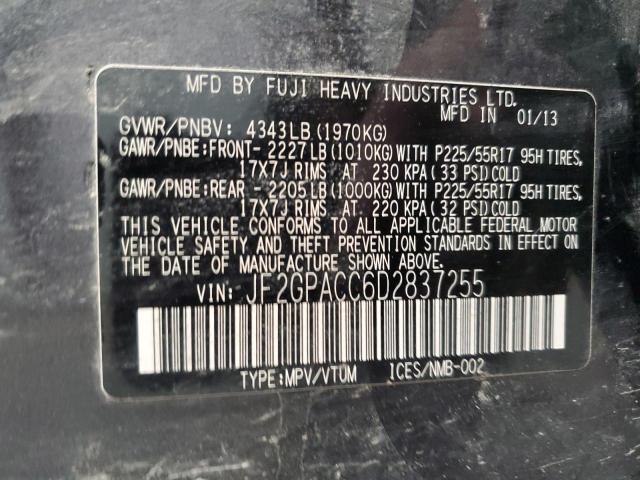 MFD BY FUJI HEAVY INDUSTRIES LTD.
MFD IN 01/13
GVWR/PNBV: 4343LB(1970KG)
GAWR/PNBE:FRONT- 2227LB(1010KG)WITH P225/55R17 95H TIRES,
17X7J RIMS AT 230 KPA(33 PSI)COLD
GAWR/PNBE:REAR - 2205LB(1000KG)WITH P225/55R17 95H TIRES,
17X7J RIMS AT 220 KPA(32 PSI)COLD
THIS VEHICLE CONFORMS TO ALL APPLICABLE FEDERAL MOTOR
VEHICLE SAFETY AND THEFT PREVENTION STANDARDS IN EFFECT ON
THE DATE OF MANUFACTURE SHOWN ABOVE.
VIN: JF2GPACC6D2837255
TYPE:MPV/VTUM ICES/NMB-002